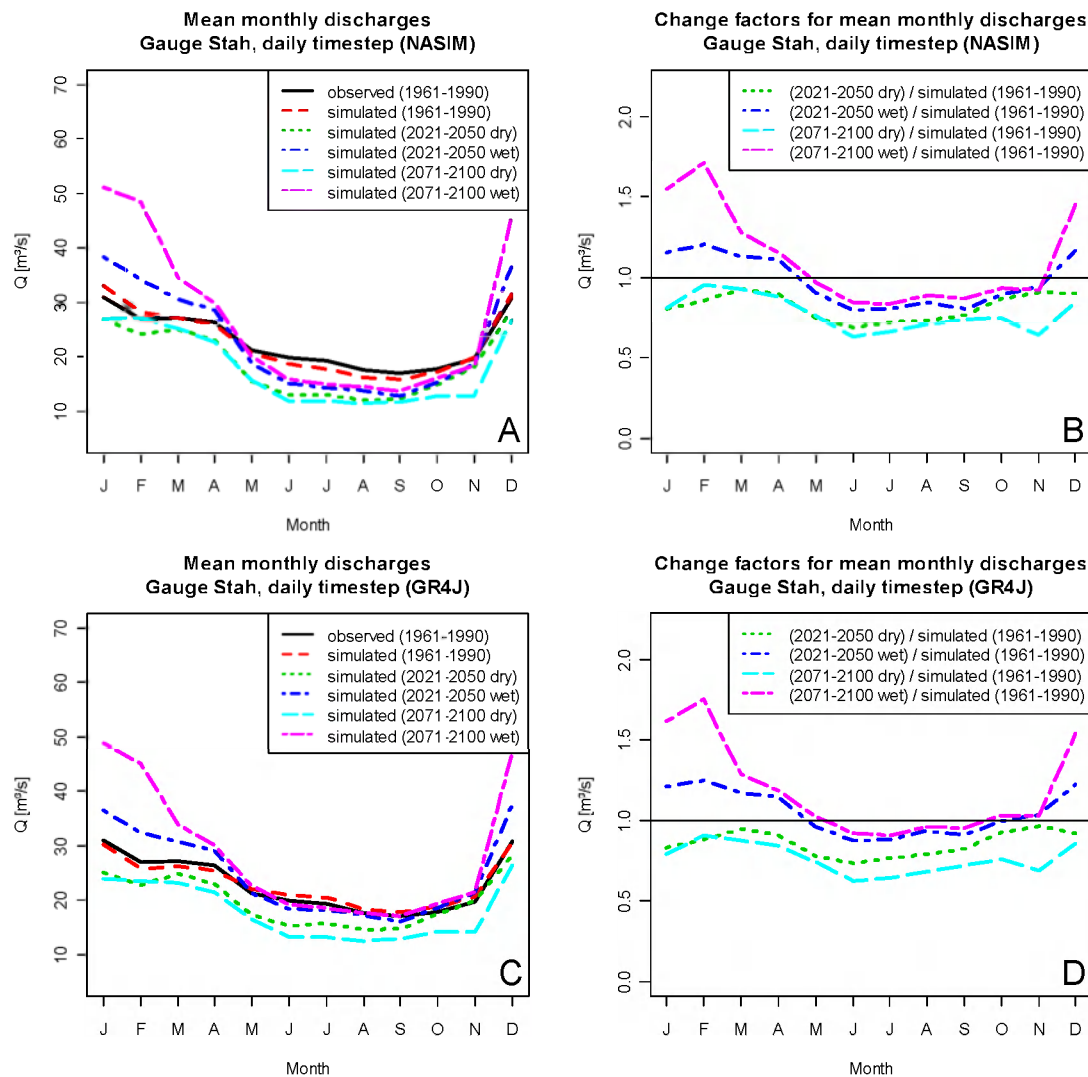 Mean monthly discharges
Gauge Stah, daily timestep (NASIM)
Q [m³/s]
70
60
50
40
30
20
10
observed (1961-1990)
simulated (1961-1990)
simulated (2021-2050 dry)
simulated (2021-2050 wet)
simulated (2071-2100 dry)
simulated (2071-2100 wet)
A
J F M A M J J A S O N D
Month
Change factors for mean monthly discharges
Gauge Stah, daily timestep (NASIM)
Q [m³/s]
2.0
1.5
1.0
0.5
0.0
(2021-2050 dry) / simulated (1961-1990)
(2021-2050 wet) / simulated (1961-1990)
(2071-2100 dry) / simulated (1961-1990)
(2071-2100 wet) / simulated (1961-1990)
B
J F M A M J J A S O N D
Month
Mean monthly discharges
Gauge Stah, daily timestep (GR4J)
Q [m³/s]
70
60
50
40
30
20
10
observed (1961-1990)
simulated (1961-1990)
simulated (2021-2050 dry)
simulated (2021-2050 wet)
simulated (2071-2100 dry)
simulated (2071-2100 wet)
C
J F M A M J J A S O N D
Month
Change factors for mean monthly discharges
Gauge Stah, daily timestep (GR4J)
Q [m³/s]
2.0
1.5
1.0
0.5
0.0
(2021-2050 dry) / simulated (1961-1990)
(2021-2050 wet) / simulated (1961-1990)
(2071-2100 dry) / simulated (1961-1990)
(2071-2100 wet) / simulated (1961-1990)
D
J F M A M J J A S O N D
Month